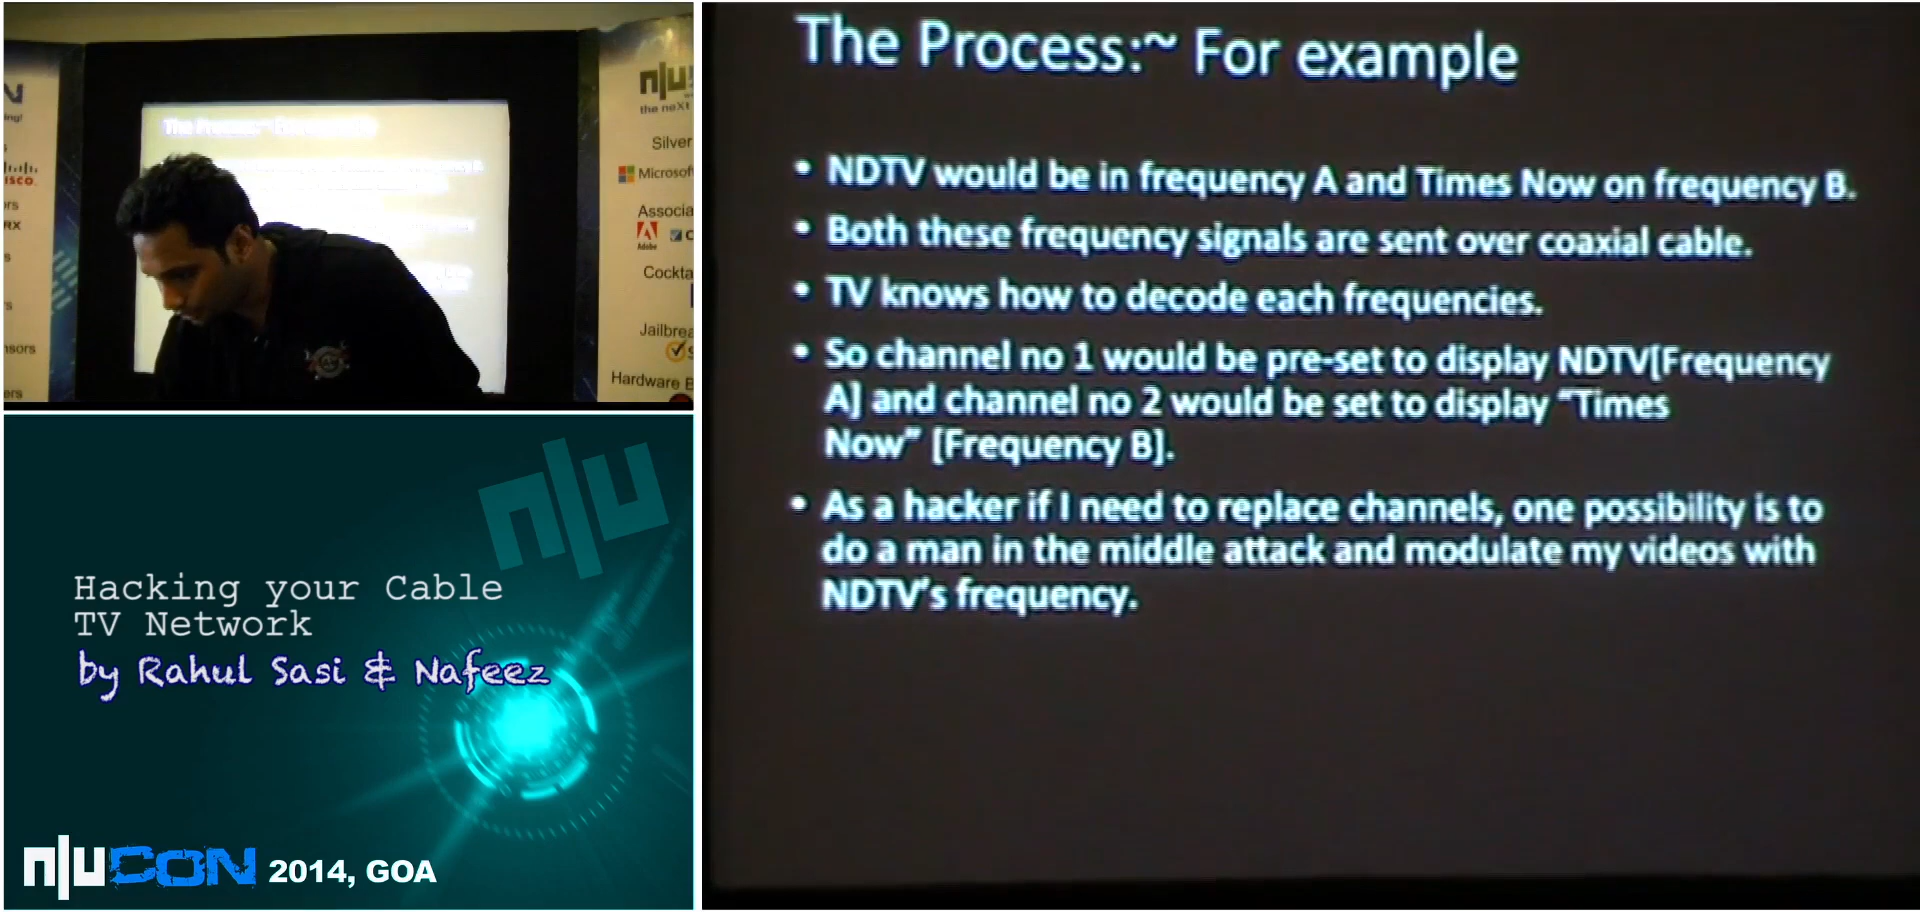 The Process:~ For example
• NDTV would be in frequency A and Times Now on frequency B.
• Both these frequency signals are sent over coaxial cable.
• TV knows how to decode each frequencies.
• So channel no 1 would be pre-set to display NDTV[Frequency
A] and channel no 2 would be set to display “Times
Now” [Frequency B].
• As a hacker if I need to replace channels, one possibility is to
do a man in the middle attack and modulate my videos with
NDTV's frequency.
The Process:~
n|u
the neXt
Silver
Microsof
Associa
Adobe
Cockta
Jailbrea
Hardware B
n|u
Hacking your Cable
TV Network
by Rahul Sasi & Nafeez
n|uCON 2014, GOA